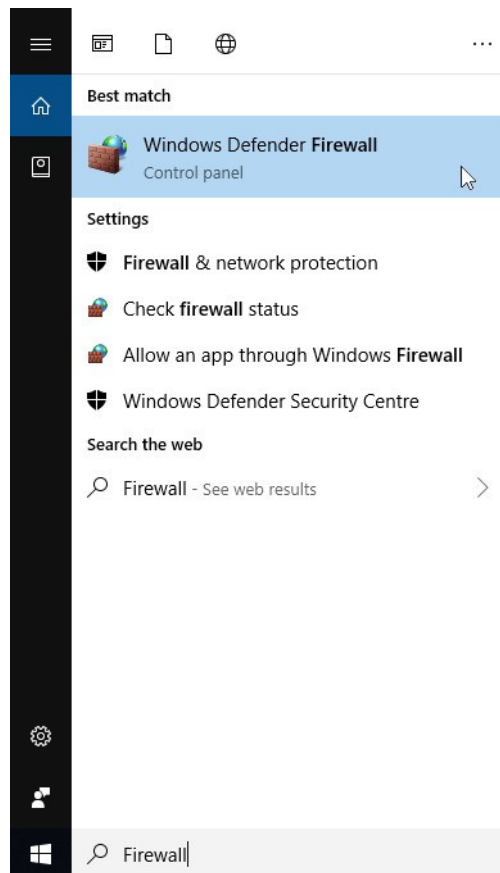 ...
Best match
Windows Defender Firewall
Control panel
Settings
Firewall & network protection
Check firewall status
Allow an app through Windows Firewall
Windows Defender Security Centre
Search the web
Firewall - See web results
Firewall